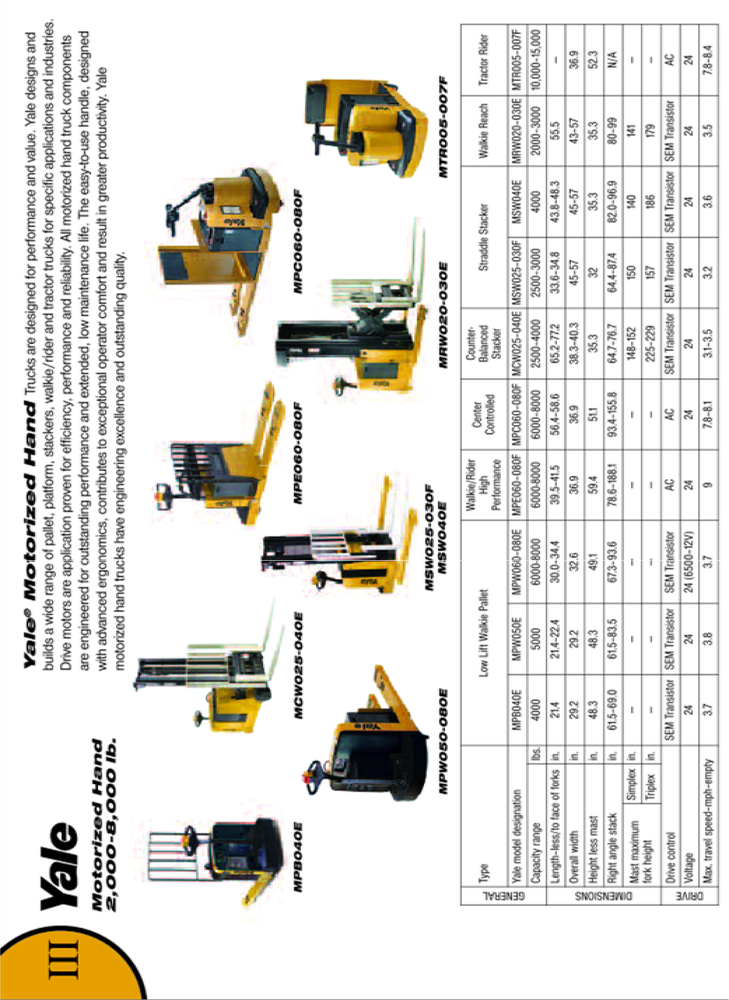 III
Yale
Motorized Hand
2,000-8,000 lb.
Yale® Motorized Hand Trucks are designed for performance and value. Yale designs and
builds a wide range of pallet, platform, stackers, walkie/rider and tractor trucks for specific applications and industries.
Drive motors are application proven for efficiency, performance and reliability. All motorized hand truck components
are engineered for outstanding performance and extended, low maintenance life. The easy-to-use handle, designed
with advanced ergonomics, contributes to exceptional operator comfort and result in greater productivity. Yale
motorized hand trucks have engineering excellence and outstanding quality.
MPB040E
MCW025-040E
MPE060-080F
MPC060-080F
MPW050-080E
MSW025-030F
MSW040E
MRW020-030E
MTR005-007F
GENERAL
Type Low Lift Walkie Pallet Walkie/Rider High Performance Center Controlled Counter-Balanced Stacker Straddle Stacker Walkie Reach Tractor Rider
Yale model designation MPB040E MPW050E MPW060-080E MPE060-080F MPC060-080F MCW025-040E MSW025-030F MSW040E MRW020-030E MTR005-007F
Capacity range lbs. 4000 5000 6000-8000 6000-8000 6000-8000 2500-4000 2500-3000 4000 2000-3000 10,000-15,000
DIMENSIONS
Length-less/to face of forks in. 21.4 21.4-22.4 30.0-34.4 39.5-41.5 56.4-58.6 65.2-77.2 33.6-34.8 43.8-48.3 55.5 –
Overall width in. 29.2 29.2 32.6 36.9 36.9 38.3-40.3 45-57 45-57 43-57 36.9
Height less mast in. 48.3 48.3 49.1 59.4 51.1 35.3 32 35.3 35.3 52.3
Right angle stack in. 61.5-69.0 61.5-83.5 67.3-93.6 78.6-188.1 93.4-155.8 64.7-76.7 64.4-87.4 82.0-96.9 80-99 N/A
Mast maximum fork height Simplex in. – – – – – 148-152 150 140 141 –
Triplex in. – – – – – 225-229 157 186 179 –
DRIVE
Drive control SEM Transistor SEM Transistor SEM Transistor AC AC SEM Transistor SEM Transistor SEM Transistor SEM Transistor AC
Voltage 24 24 24 (6500-12V) 24 24 24 24 24 24 24
Max. travel speed-mph-empty 3.7 3.8 3.7 9 7.8-8.1 3.1-3.5 3.2 3.6 3.5 7.8-8.4